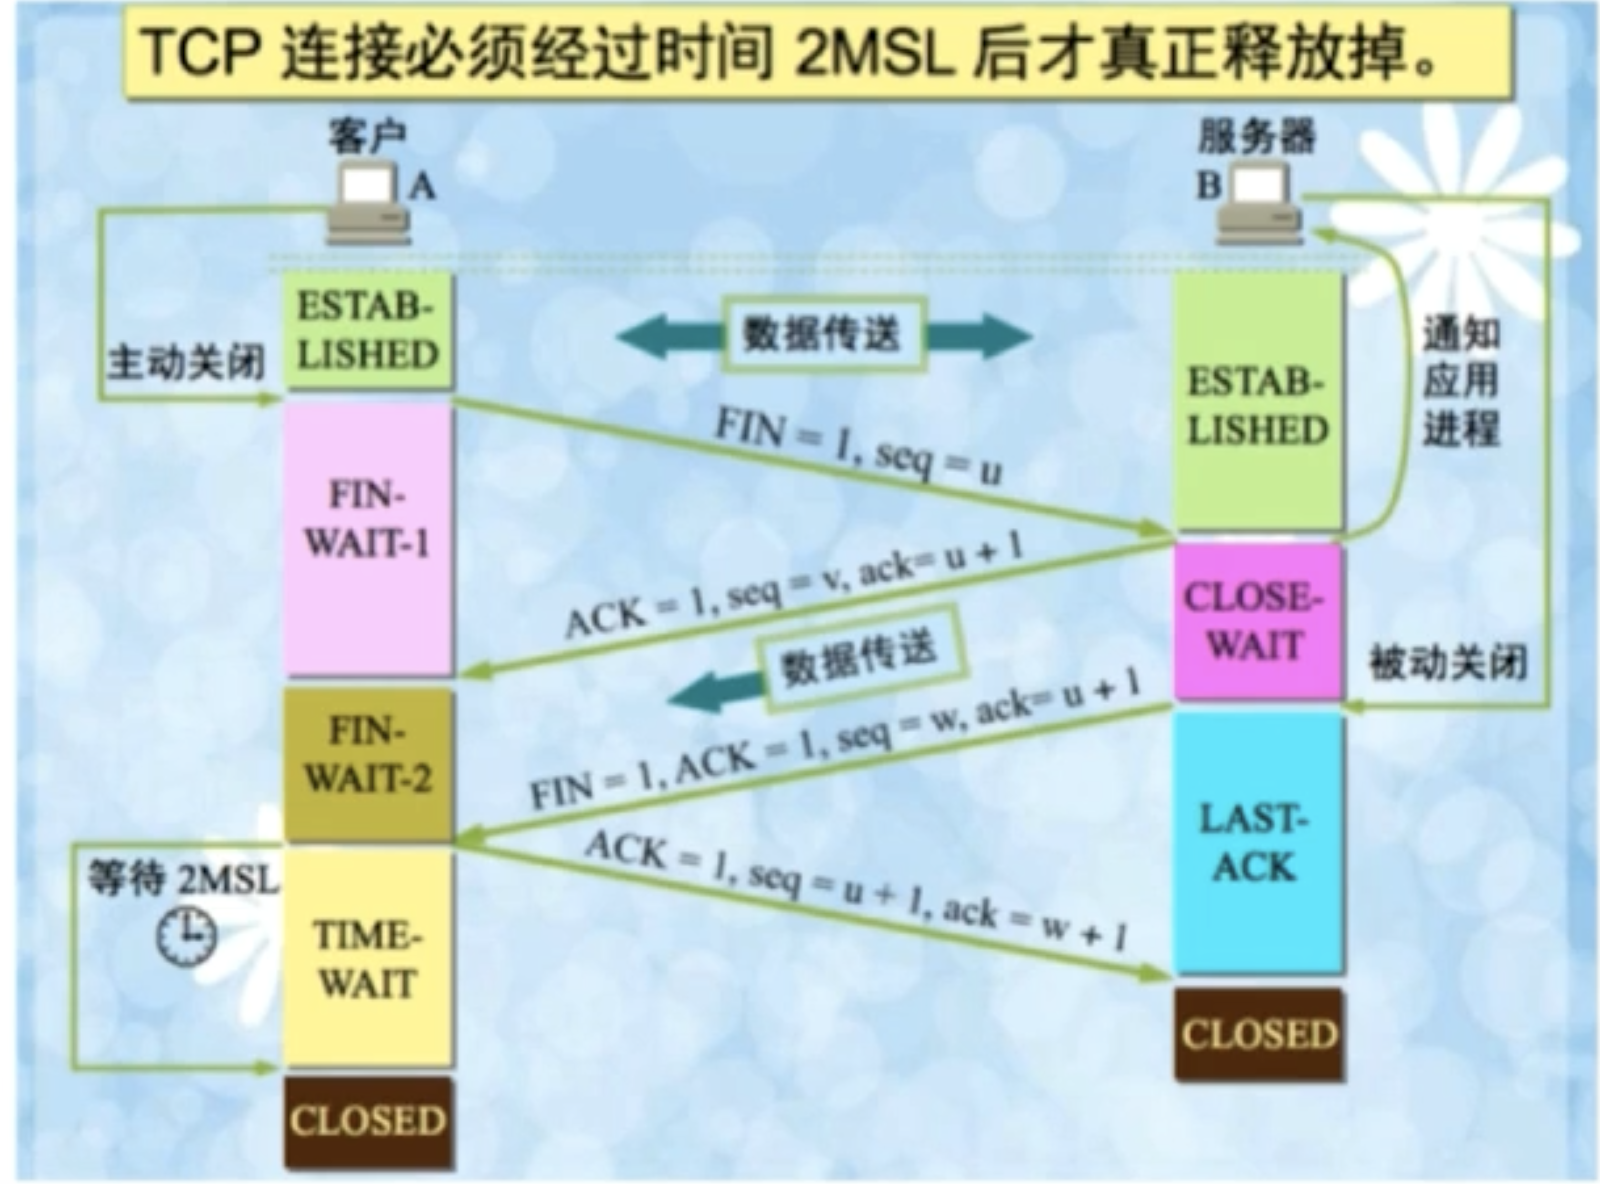 TCP 连接必须经过时间 2MSL 后才真正释放掉。
客户
A
服务器
B
ESTAB-
LISHED
主动关闭
数据传送
ESTAB-
LISHED
通知
应用
进程
FIN = 1, seq = u
FIN-
WAIT-1
ACK = 1, seq = v, ack= u + 1
CLOSE-
WAIT
数据传送
被动关闭
FIN-
WAIT-2
FIN = 1, ACK = 1, seq = w, ack= u + 1
LAST-
ACK
等待 2MSL
ACK = 1, seq = u + 1, ack = w + 1
TIME-
WAIT
CLOSED
CLOSED